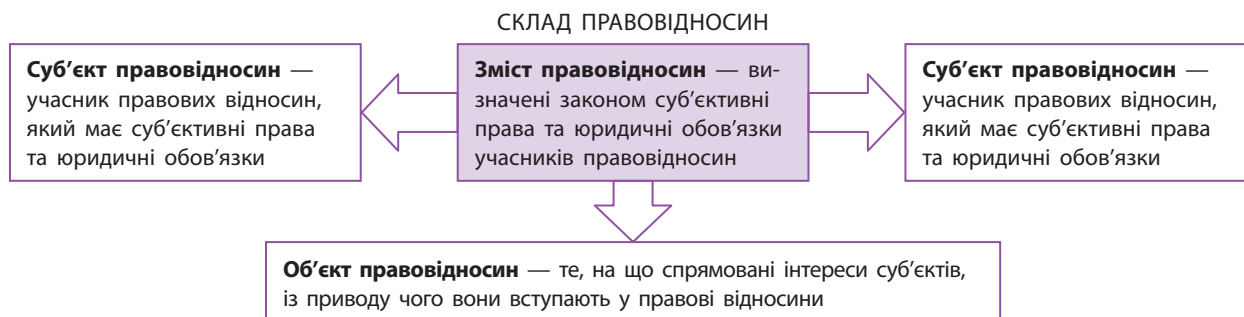 СКЛАД ПРАВОВІДНОСИН
Суб’єкт правовідносин —
учасник правових відносин,
який має суб’єктивні права
та юридичні обов’язки
Зміст правовідносин — ви-
значені законом суб’єктивні
права та юридичні обов’язки
учасників правовідносин
Суб’єкт правовідносин —
учасник правових відносин,
який має суб’єктивні права
та юридичні обов’язки
Об’єкт правовідносин — те, на що спрямовані інтереси суб’єктів,
із приводу чого вони вступають у правові відносини